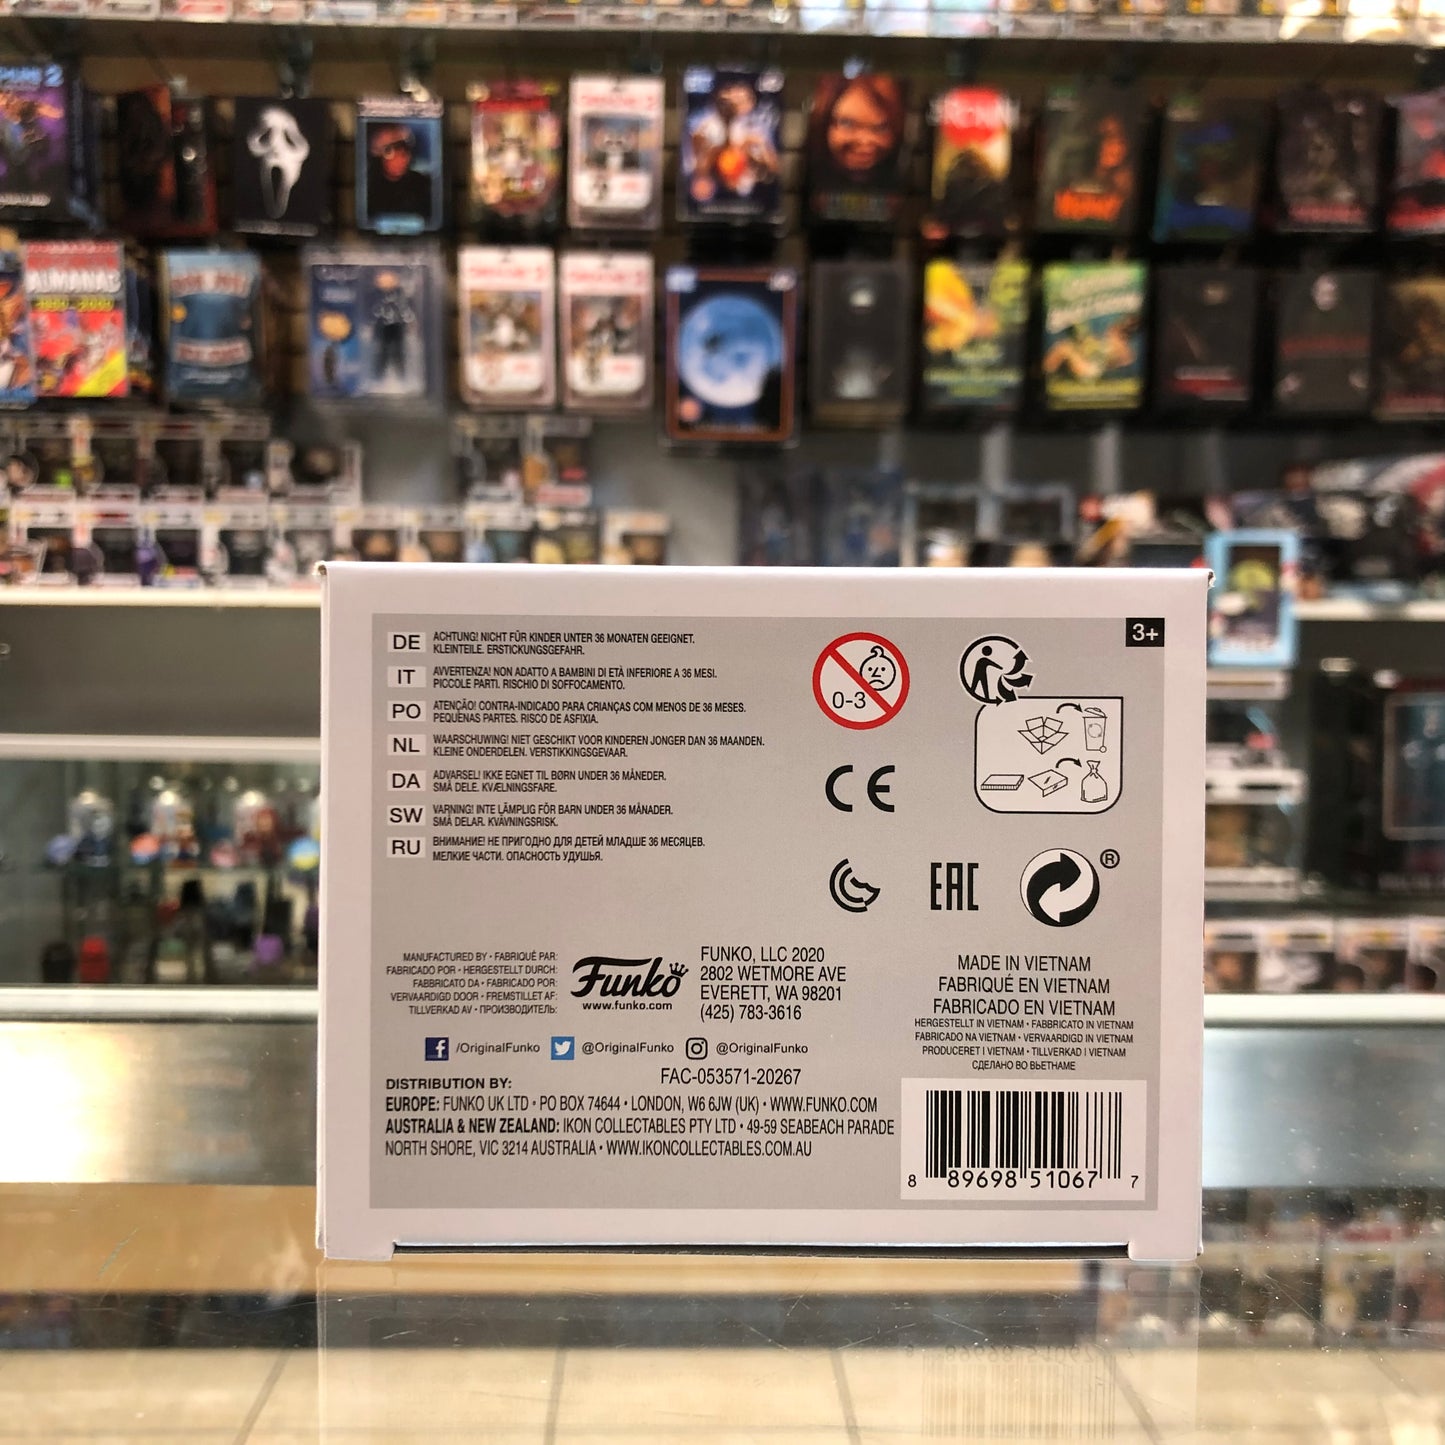 ALMANAC
3+
DE ACHTUNG! NICHT FÜR KINDER UNTER 36 MONATEN GEEIGNET.
KLEINTEILE. ERSTICKUNGSGEFAHR.
IT AVVERTENZA! NON ADATTO A BAMBINI DI ETÀ INFERIORE A 36 MESI.
PICCOLE PARTI. RISCHIO DI SOFFOCAMENTO.
PO ATENÇÃO! CONTRA-INDICADO PARA CRIANÇAS COM MENOS DE 36 MESES.
PEQUENAS PARTES. RISCO DE ASFIXIA.
NL WAARSCHUWING! NIET GESCHIKT VOOR KINDEREN JONGER DAN 36 MAANDEN.
KLEINE ONDERDELEN. VERSTIKKINGSGEVAAR.
DA ADVARSEL! IKKE EGNET TIL BØRN UNDER 36 MÅNEDER.
SMÅ DELE. KVÆLNINGSFARE.
SW VARNING! INTE LÄMPLIG FÖR BARN UNDER 36 MÅNADER.
SMÅ DELAR. KVÄVNINGSRISK.
RU ВНИМАНИЕ! НЕ ПРИГОДНО ДЛЯ ДЕТЕЙ МЛАДШЕ 36 МЕСЯЦЕВ.
МЕЛКИЕ ЧАСТИ. ОПАСНОСТЬ УДУШЬЯ.
0-3
CE
EAC
®
MANUFACTURED BY • FABRIQUÉ PAR:
FABRICADO POR • HERGESTELLT DURCH:
FABBRICATO DA • FABRICADO POR:
VERVAARDIGD DOOR • FREMSTILLET AF:
TILLVERKAD AV • ПРОИЗВОДИТЕЛЬ:
Funko
www.funko.com
FUNKO, LLC 2020
2802 WETMORE AVE
EVERETT, WA 98201
(425) 783-3616
MADE IN VIETNAM
FABRIQUÉ EN VIETNAM
FABRICADO EN VIETNAM
HERGESTELLT IN VIETNAM • FABBRICATO IN VIETNAM
FABRICADO NA VIETNAM • VERVAARDIGD IN VIETNAM
PRODUCERET I VIETNAM • TILLVERKAD I VIETNAM
СДЕЛАНО ВО ВЬЕТНАМЕ
/OriginalFunko @OriginalFunko @OriginalFunko
FAC-053571-20267
DISTRIBUTION BY:
EUROPE: FUNKO UK LTD • PO BOX 74644 • LONDON, W6 6JW (UK) • WWW.FUNKO.COM
AUSTRALIA & NEW ZEALAND: IKON COLLECTABLES PTY LTD • 49-59 SEABEACH PARADE
NORTH SHORE, VIC 3214 AUSTRALIA • WWW.IKONCOLLECTABLES.COM.AU
8 89698 51067 7